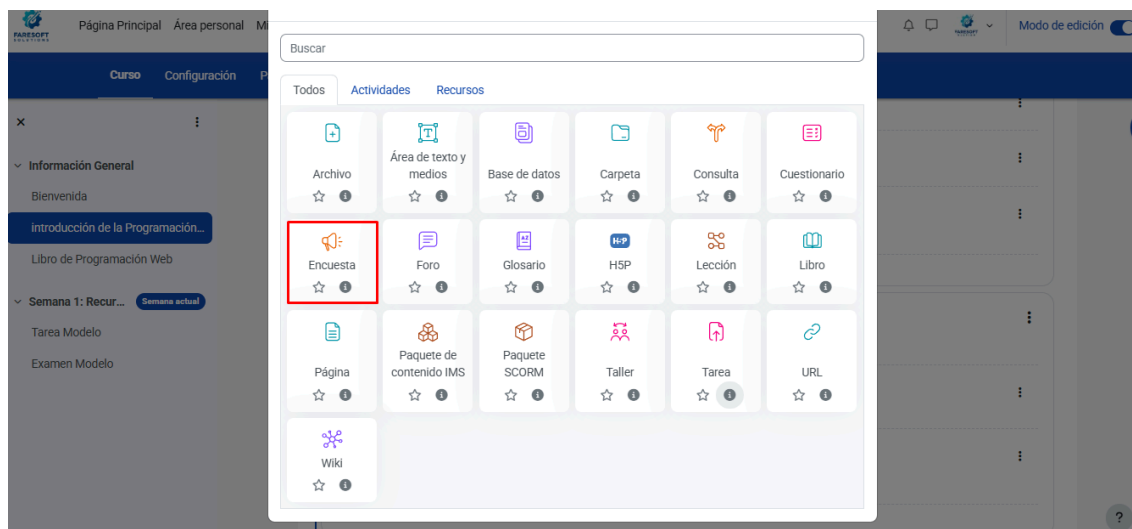 PARESOFT
SOLUTIONS
Página Principal Área personal Mi
Modo de edición
Curso Configuración P
Buscar
Todos Actividades Recursos
Información General
Bienvenida
introducción de la Programación...
Libro de Programación Web
Semana 1: Recur... Semana actual
Tarea Modelo
Examen Modelo
Archivo
Área de texto y
medios
Base de datos
Carpeta
Consulta
Cuestionario
Encuesta
Foro
Glosario
H5P
H-P
Lección
Libro
Página
Paquete de
contenido IMS
Paquete
SCORM
Taller
Tarea
URL
Wiki
?